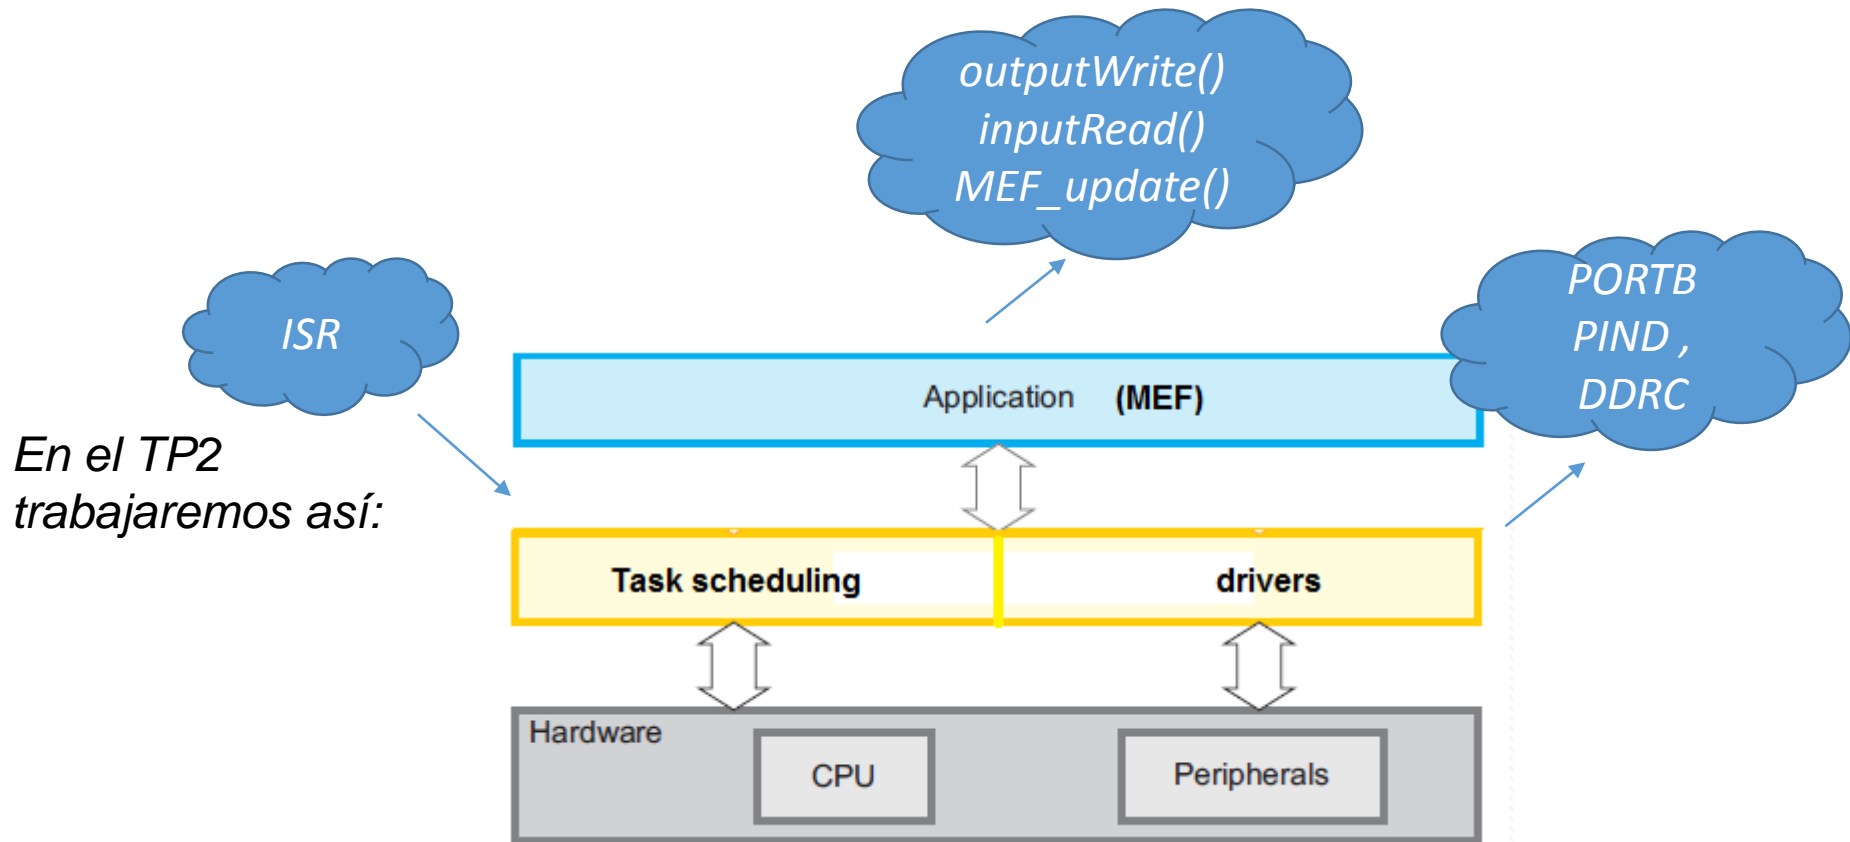 outputWrite()
inputRead()
MEF_update()
PORTB
PIND ,
DDRC
ISR
Application (MEF)
En el TP2
trabajaremos así:
Task scheduling
drivers
Hardware
CPU
Peripherals